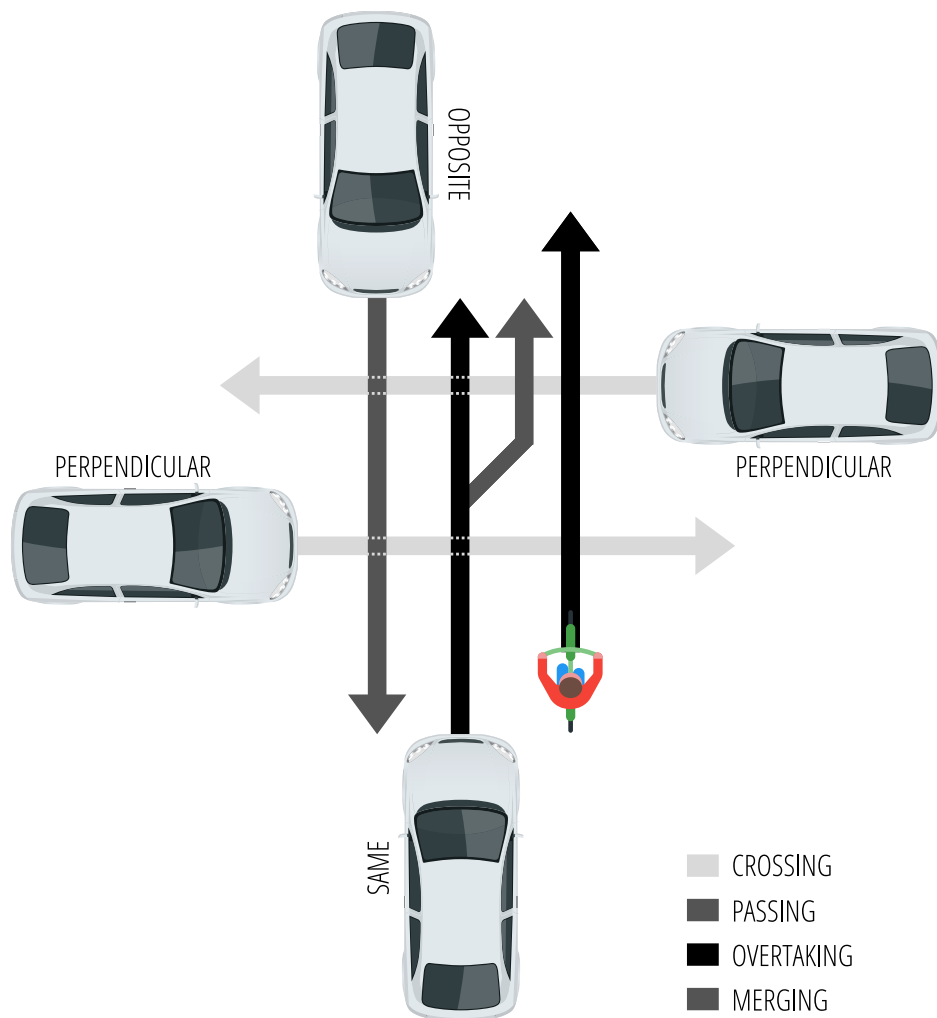 OPPOSITE
PERPENDICULAR
PERPENDICULAR
SAME
CROSSING
PASSING
OVERTAKING
MERGING